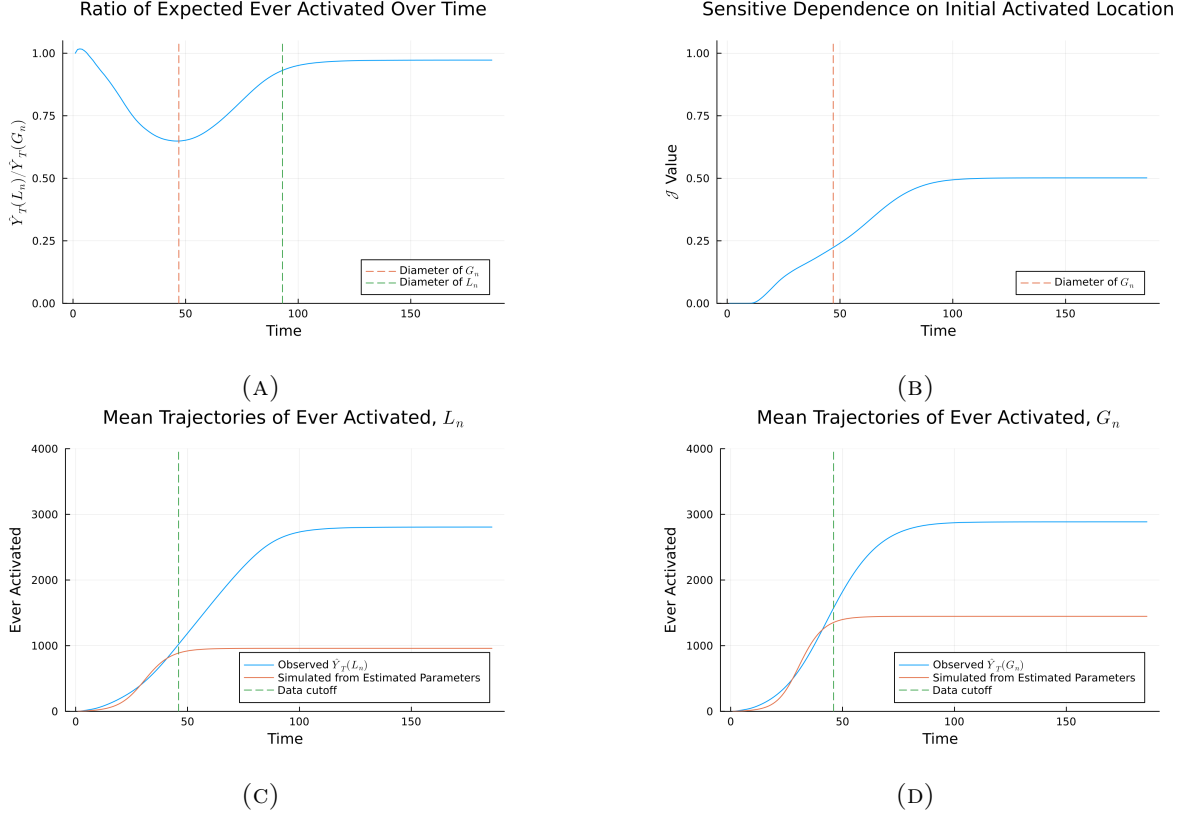 Ratio of Expected Ever Activated Over Time
Ŷ_T(L_n)/Ŷ_T(G_n)
1.00
0.75
0.50
0.25
0.00
0 50 100 150
Time
Diameter of G_n
Diameter of L_n
(A)
Sensitive Dependence on Initial Activated Location
Value
1.00
0.75
0.50
0.25
0.00
0 50 100 150
Time
Diameter of G_n
(B)
Mean Trajectories of Ever Activated, L_n
Ever Activated
4000
3000
2000
1000
0
0 50 100 150
Time
Observed Ŷ_T(L_n)
Simulated from Estimated Parameters
Data cutoff
(C)
Mean Trajectories of Ever Activated, G_n
Ever Activated
4000
3000
2000
1000
0
0 50 100 150
Time
Observed Ŷ_T(G_n)
Simulated from Estimated Parameters
Data cutoff
(D)